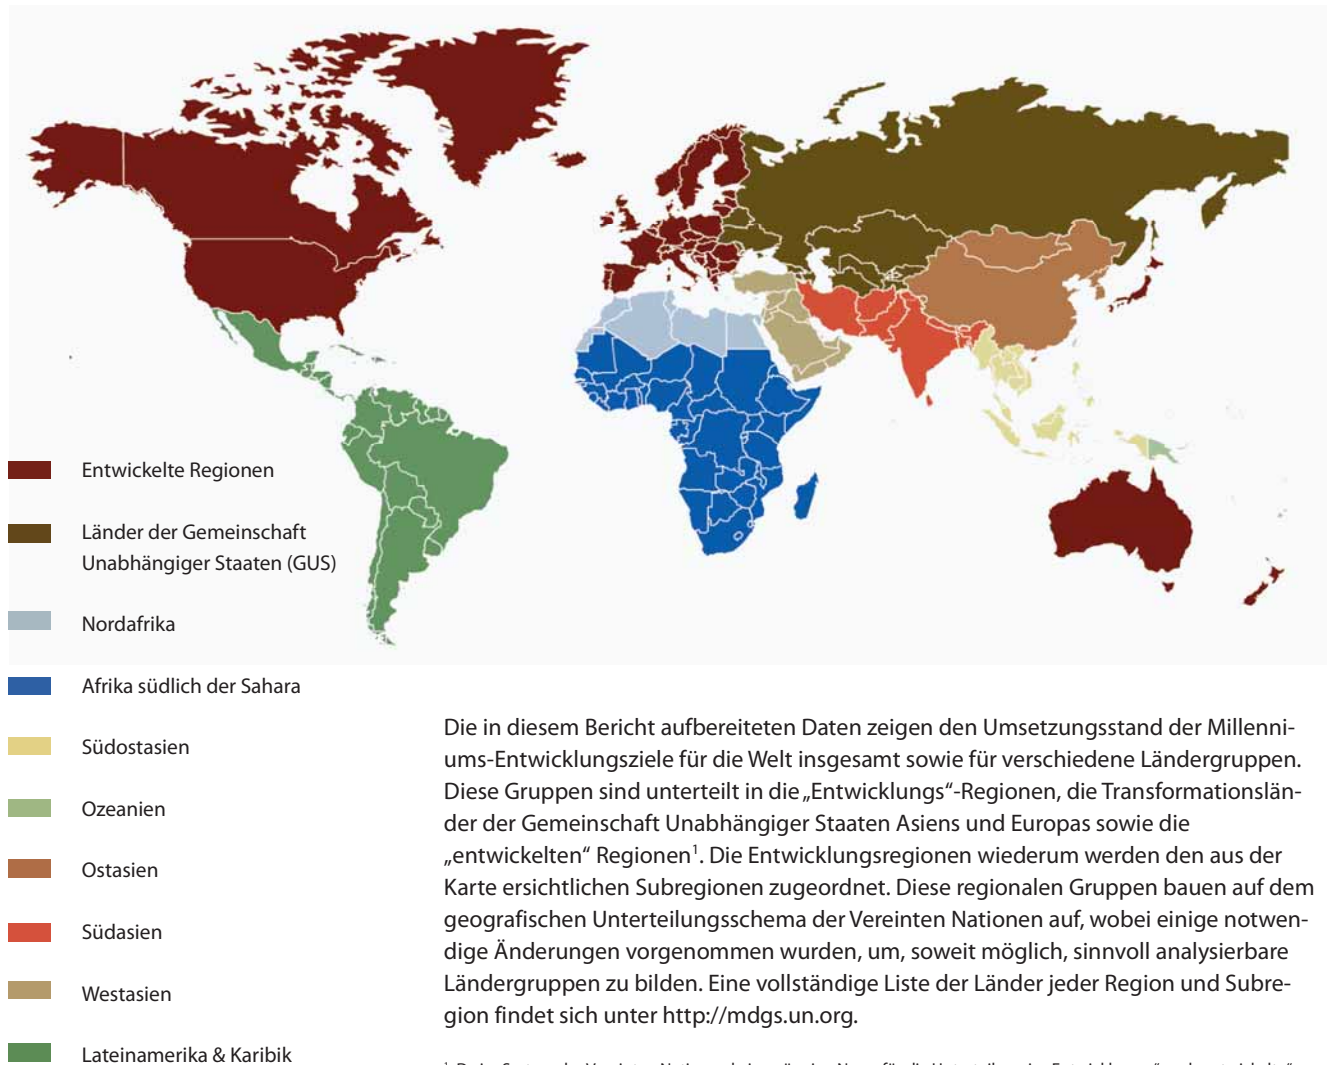 Entwickelte Regionen
Länder der Gemeinschaft
Unabhängiger Staaten (GUS)
Nordafrika
Afrika südlich der Sahara
Südostasien
Ozeanien
Ostasien
Südasien
Westasien
Lateinamerika & Karibik
Die in diesem Bericht aufbereiteten Daten zeigen den Umsetzungsstand der Millenni-
ums-Entwicklungsziele für die Welt insgesamt sowie für verschiedene Ländergruppen.
Diese Gruppen sind unterteilt in die „Entwicklungs“-Regionen, die Transformationslän-
der der Gemeinschaft Unabhängiger Staaten Asiens und Europas sowie die
„entwickelten“ Regionen¹. Die Entwicklungsregionen wiederum werden den aus der
Karte ersichtlichen Subregionen zugeordnet. Diese regionalen Gruppen bauen auf dem
geografischen Unterteilungsschema der Vereinten Nationen auf, wobei einige notwen-
dige Änderungen vorgenommen wurden, um, soweit möglich, sinnvoll analysierbare
Ländergruppen zu bilden. Eine vollständige Liste der Länder jeder Region und Subre-
gion findet sich unter http://mdgs.un.org.